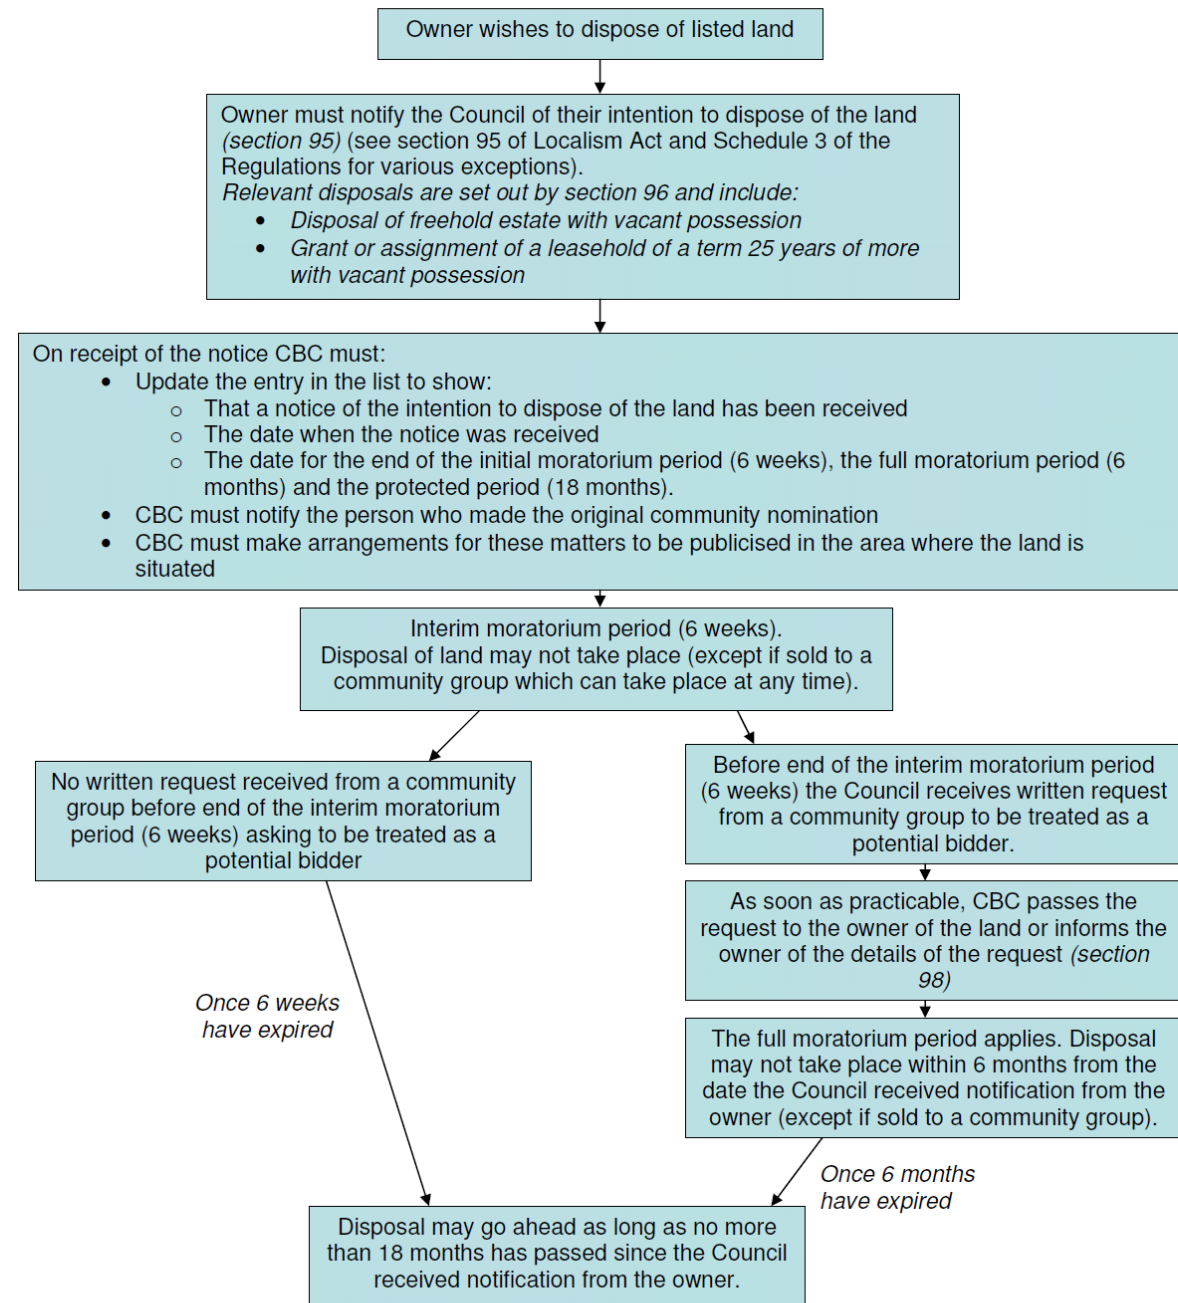 Owner wishes to dispose of listed land
Owner must notify the Council of their intention to dispose of the land
(section 95) (see section 95 of Localism Act and Schedule 3 of the
Regulations for various exceptions).
Relevant disposals are set out by section 96 and include:
• Disposal of freehold estate with vacant possession
• Grant or assignment of a leasehold of a term 25 years of more
with vacant possession
On receipt of the notice CBC must:
• Update the entry in the list to show:
o That a notice of the intention to dispose of the land has been received
o The date when the notice was received
o The date for the end of the initial moratorium period (6 weeks), the full moratorium period (6
months) and the protected period (18 months).
• CBC must notify the person who made the original community nomination
• CBC must make arrangements for these matters to be publicised in the area where the land is
situated
Interim moratorium period (6 weeks).
Disposal of land may not take place (except if sold to a
community group which can take place at any time).
No written request received from a community
group before end of the interim moratorium
period (6 weeks) asking to be treated as a
potential bidder
Before end of the interim moratorium period
(6 weeks) the Council receives written request
from a community group to be treated as a
potential bidder.
As soon as practicable, CBC passes the
request to the owner of the land or informs the
owner of the details of the request (section
98)
Once 6 weeks
have expired
The full moratorium period applies. Disposal
may not take place within 6 months from the
date the Council received notification from the
owner (except if sold to a community group).
Once 6 months
have expired
Disposal may go ahead as long as no more
than 18 months has passed since the Council
received notification from the owner.